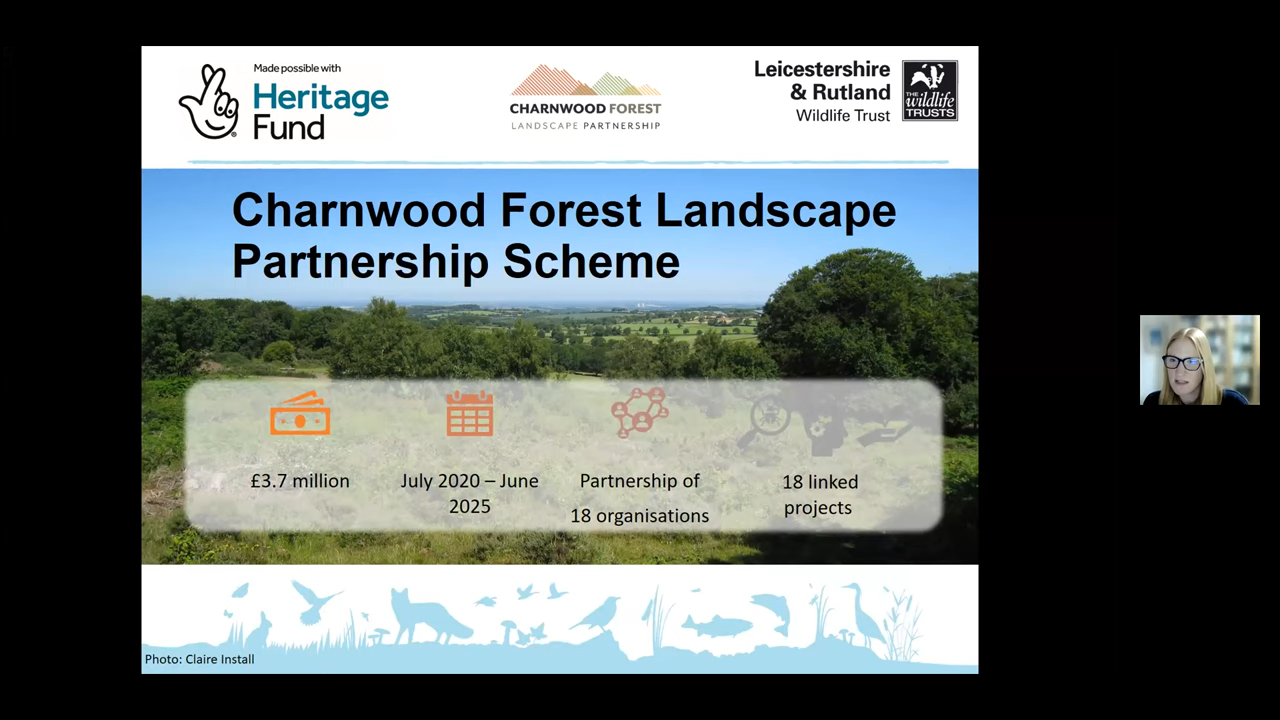 Made possible with
Heritage
Fund
CHARNWOOD FOREST
LANDSCAPE PARTNERSHIP
Leicestershire
& Rutland
Wildlife Trust
THE
wildlife
TRUSTS
Charnwood Forest Landscape
Partnership Scheme
£3.7 million
July 2020 – June
2025
Partnership of
18 organisations
18 linked
projects
Photo: Claire Install